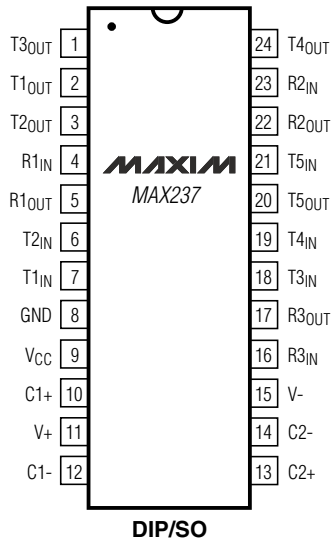 T3OUT 1 24 T4OUT
T1OUT 2 23 R2IN
T2OUT 3 22 R2OUT
R1IN 4 MAXIM 21 T5IN
R1OUT 5 MAX237 20 T5OUT
T2IN 6 19 T4IN
T1IN 7 18 T3IN
GND 8 17 R3OUT
VCC 9 16 R3IN
C1+ 10 15 V-
V+ 11 14 C2-
C1- 12 13 C2+
DIP/SO